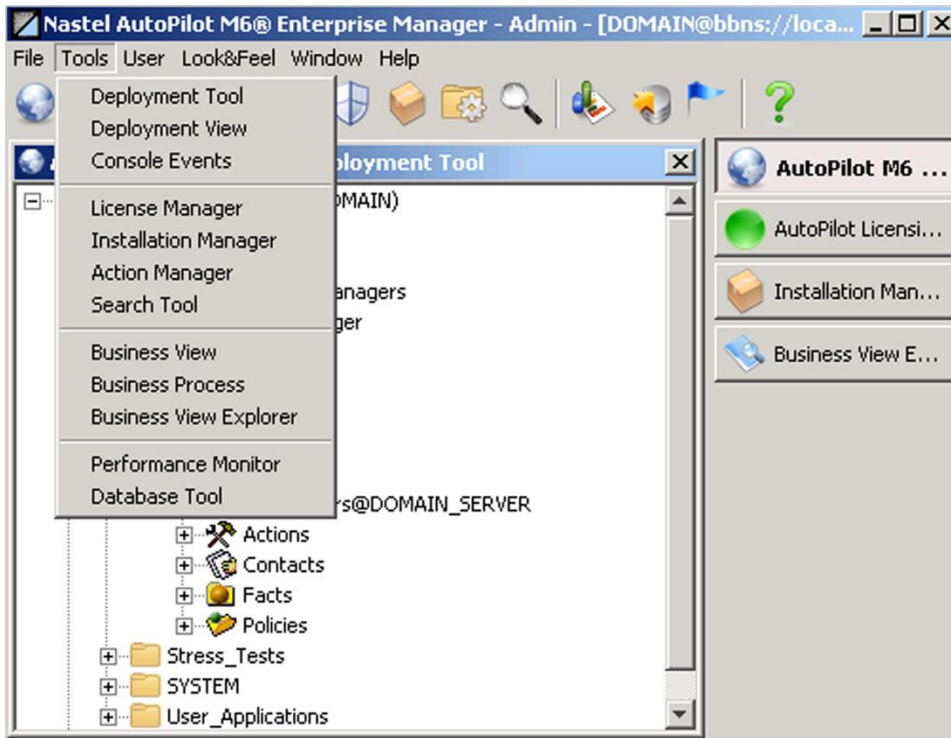 Nastel AutoPilot M6® Enterprise Manager - Admin - [DOMAIN@bbns://loca...
File Tools User Look&Feel Window Help
Deployment Tool
Deployment View
Console Events
License Manager
Installation Manager
Action Manager
Search Tool
Business View
Business Process
Business View Explorer
Performance Monitor
Database Tool
ployment Tool
OMAIN)
anagers
ger
rs@DOMAIN_SERVER
Actions
Contacts
Facts
Policies
Stress_Tests
SYSTEM
User_Applications
AutoPilot M6 ...
AutoPilot Licensi...
Installation Man...
Business View E...